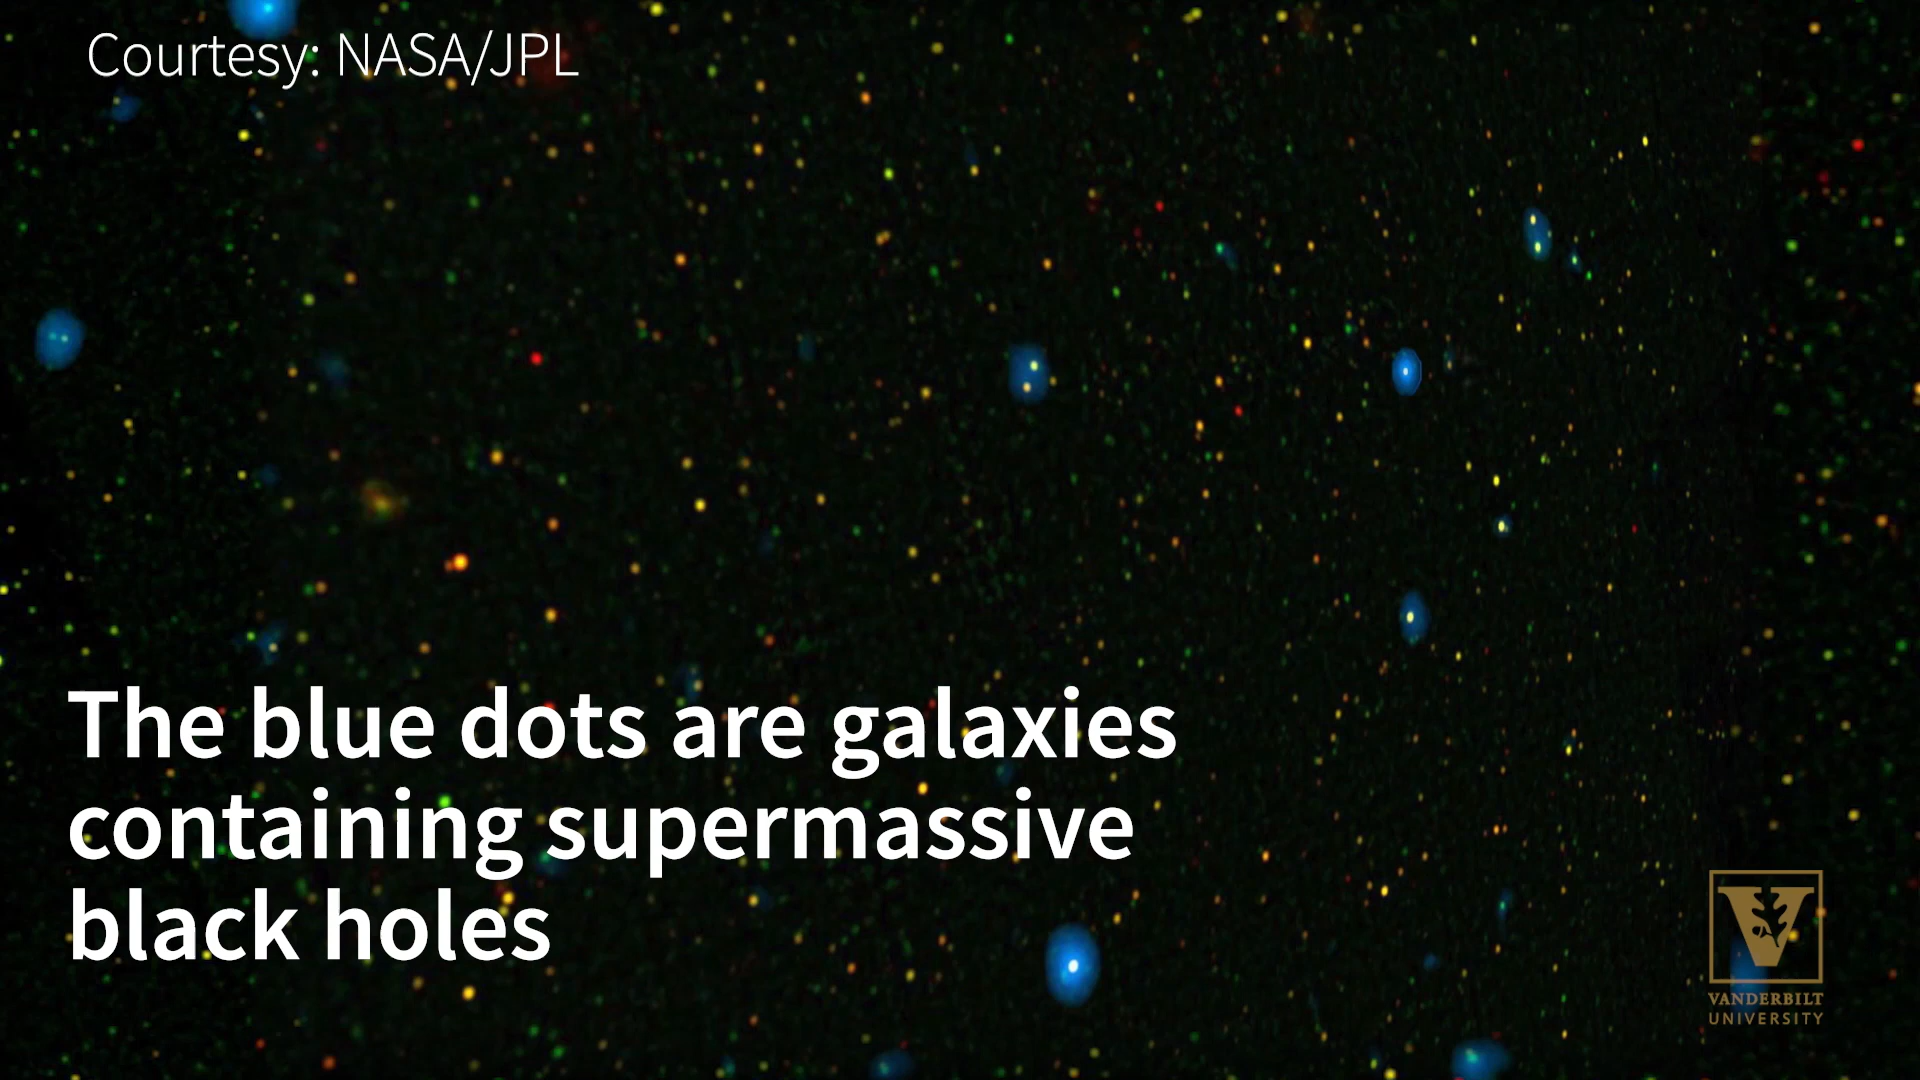 Courtesy: NASA/JPL
The blue dots are galaxies
containing supermassive
black holes
V
VANDERBILT
UNIVERSITY